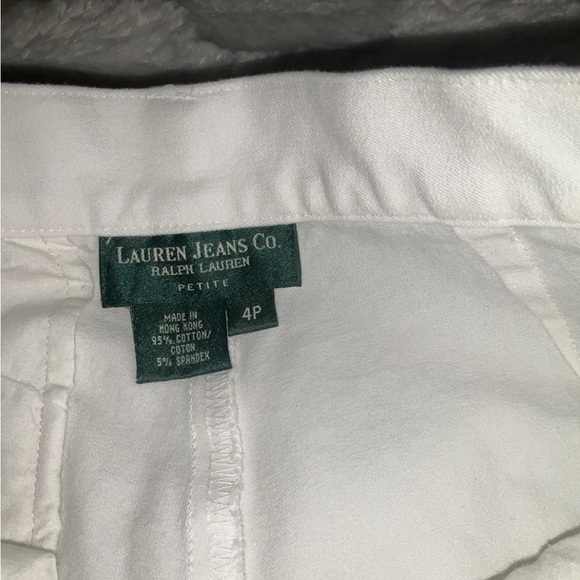 LAUREN JEANS CO.
RALPH LAUREN
PETITE
4P
MADE IN
HONG KONG
95% COTTON/
COTON
5% SPANDEX